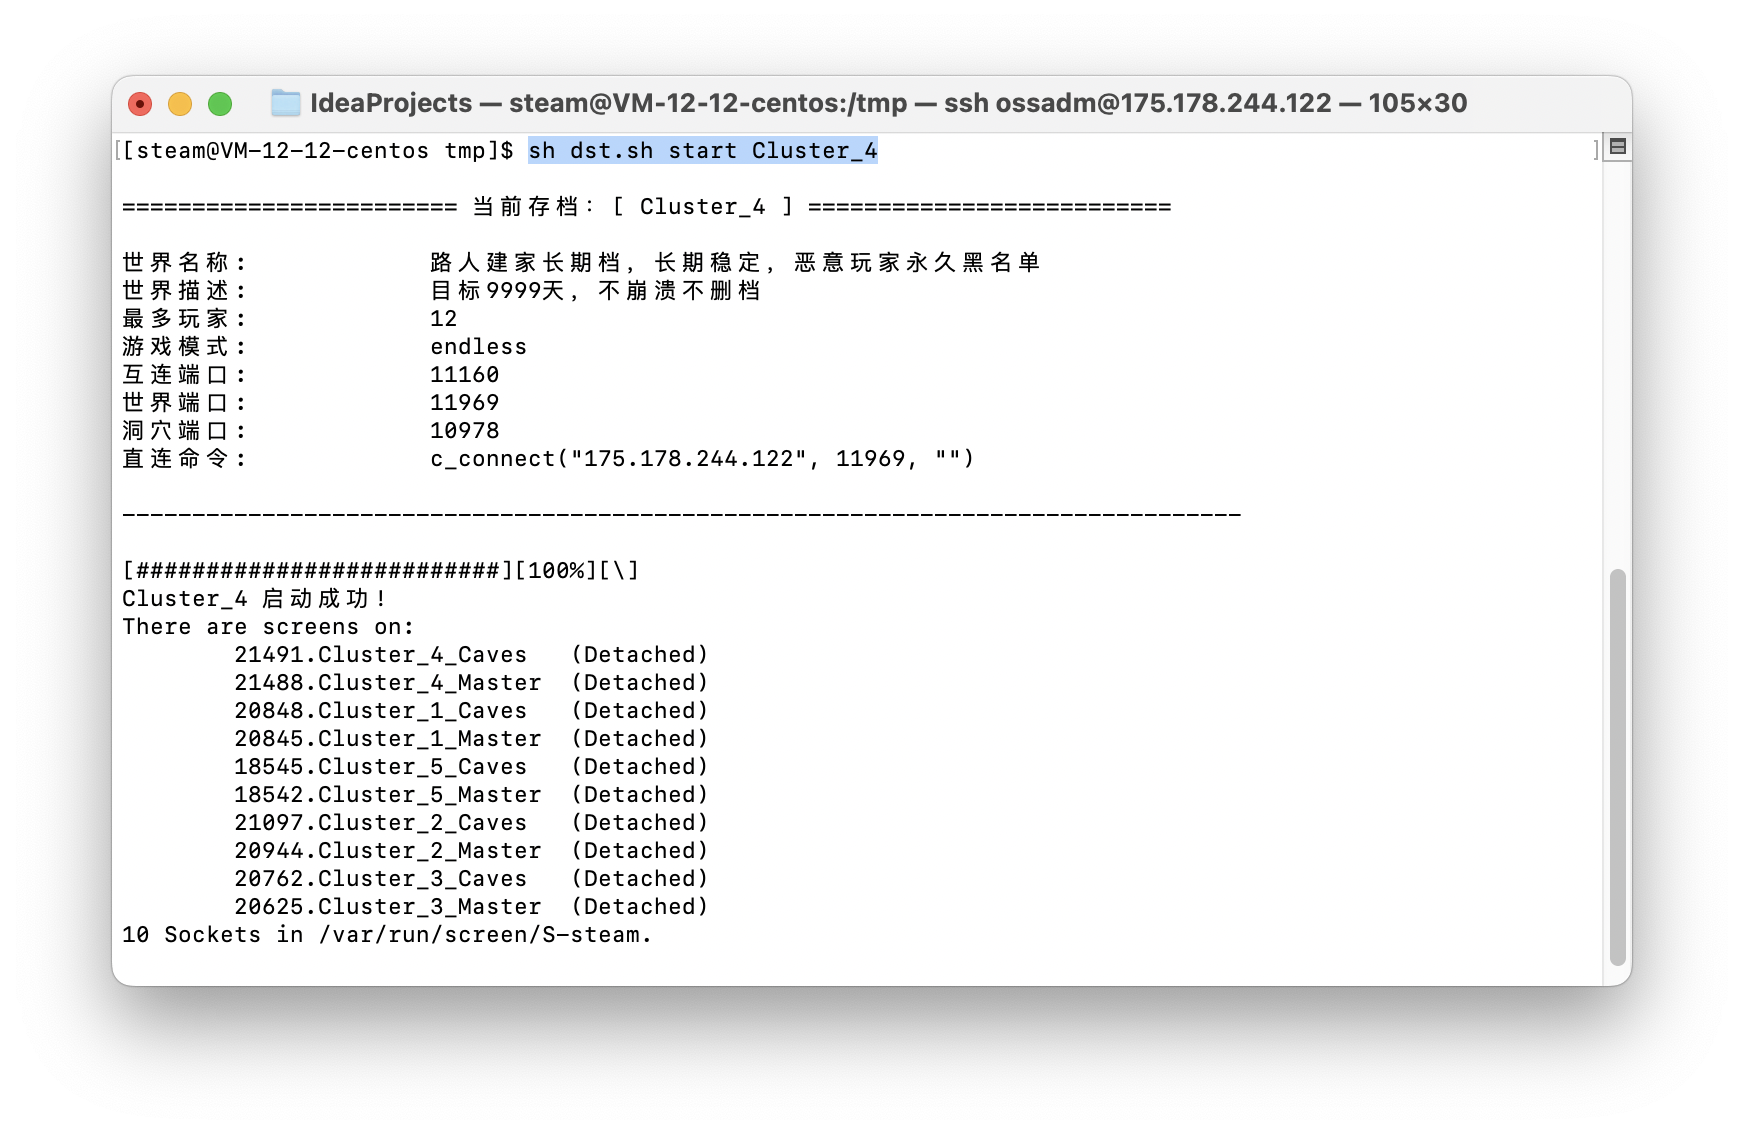 IdeaProjects — steam@VM-12-12-centos:/tmp — ssh ossadm@175.178.244.122 — 105×30
[[steam@VM-12-12-centos tmp]$ sh dst.sh start Cluster_4 ]
======================== 当前存档: [ Cluster_4 ] ==========================
世界名称: 路人建家长期档, 长期稳定, 恶意玩家永久黑名单
世界描述: 目标9999天, 不崩溃不删档
最多玩家: 12
游戏模式: endless
互连端口: 11160
世界端口: 11969
洞穴端口: 10978
直连命令: c_connect("175.178.244.122", 11969, "")
--------------------------------------------------------------------------------
[##########################][100%][\]
Cluster_4 启动成功!
There are screens on:
21491.Cluster_4_Caves (Detached)
21488.Cluster_4_Master (Detached)
20848.Cluster_1_Caves (Detached)
20845.Cluster_1_Master (Detached)
18545.Cluster_5_Caves (Detached)
18542.Cluster_5_Master (Detached)
21097.Cluster_2_Caves (Detached)
20944.Cluster_2_Master (Detached)
20762.Cluster_3_Caves (Detached)
20625.Cluster_3_Master (Detached)
10 Sockets in /var/run/screen/S-steam.